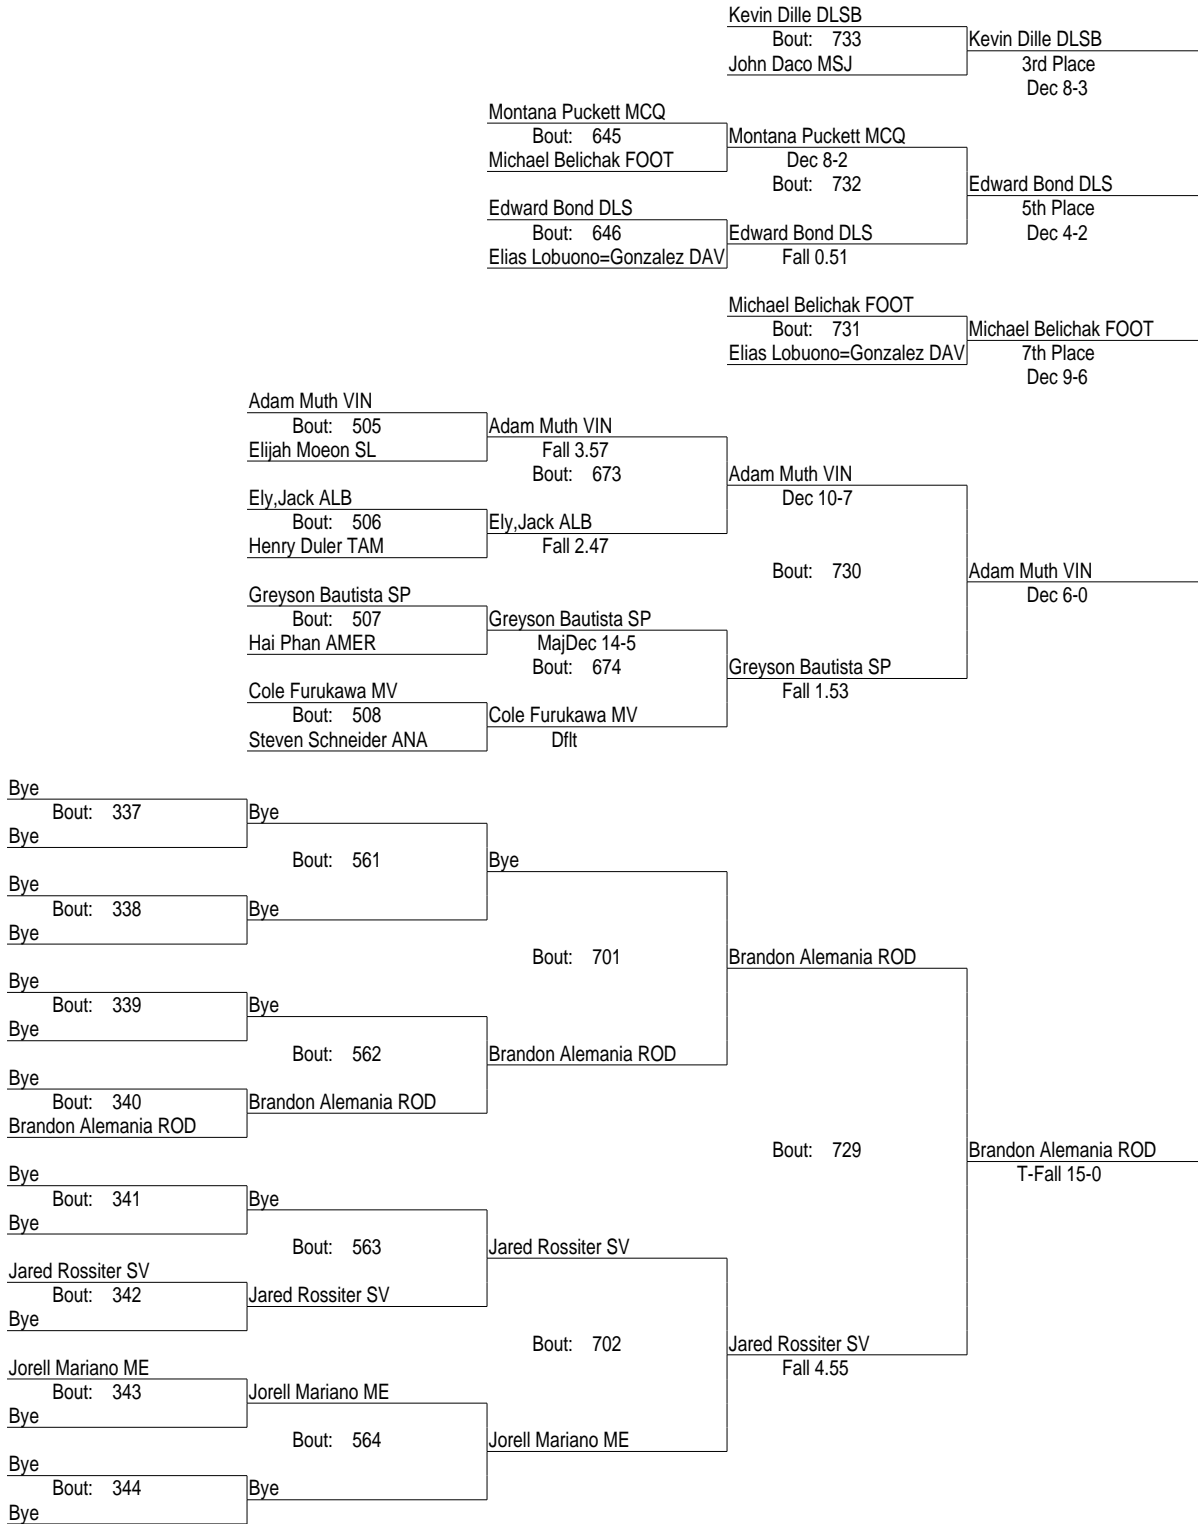 Kevin Dille DLSB
Bout: 733
Kevin Dille DLSB
John Daco MSJ
3rd Place
Dec 8-3
Montana Puckett MCQ
Bout: 645
Montana Puckett MCQ
Michael Belichak FOOT
Dec 8-2
Bout: 732
Edward Bond DLS
Edward Bond DLS
5th Place
Bout: 646
Edward Bond DLS
Dec 4-2
Elias Lobuono=Gonzalez DAV
Fall 0.51
Michael Belichak FOOT
Bout: 731
Michael Belichak FOOT
Elias Lobuono=Gonzalez DAV
7th Place
Dec 9-6
Adam Muth VIN
Bout: 505
Adam Muth VIN
Elijah Moeon SL
Fall 3.57
Bout: 673
Adam Muth VIN
Ely,Jack ALB
Dec 10-7
Bout: 506
Ely,Jack ALB
Henry Duler TAM
Fall 2.47
Bout: 730
Adam Muth VIN
Greyson Bautista SP
Dec 6-0
Bout: 507
Greyson Bautista SP
Hai Phan AMER
MajDec 14-5
Bout: 674
Greyson Bautista SP
Cole Furukawa MV
Fall 1.53
Bout: 508
Cole Furukawa MV
Steven Schneider ANA
Dflt
Bye
Bout: 337
Bye
Bye
Bout: 561
Bye
Bye
Bout: 338
Bye
Bye
Bout: 701
Brandon Alemania ROD
Bye
Bout: 339
Bye
Bye
Bout: 562
Brandon Alemania ROD
Bye
Bout: 340
Brandon Alemania ROD
Brandon Alemania ROD
Bout: 729
Brandon Alemania ROD
Bye
T-Fall 15-0
Bout: 341
Bye
Bye
Bout: 563
Jared Rossiter SV
Jared Rossiter SV
Bout: 342
Jared Rossiter SV
Bye
Bout: 702
Jared Rossiter SV
Jorell Mariano ME
Fall 4.55
Bout: 343
Jorell Mariano ME
Bye
Bout: 564
Jorell Mariano ME
Bye
Bout: 344
Bye
Bye